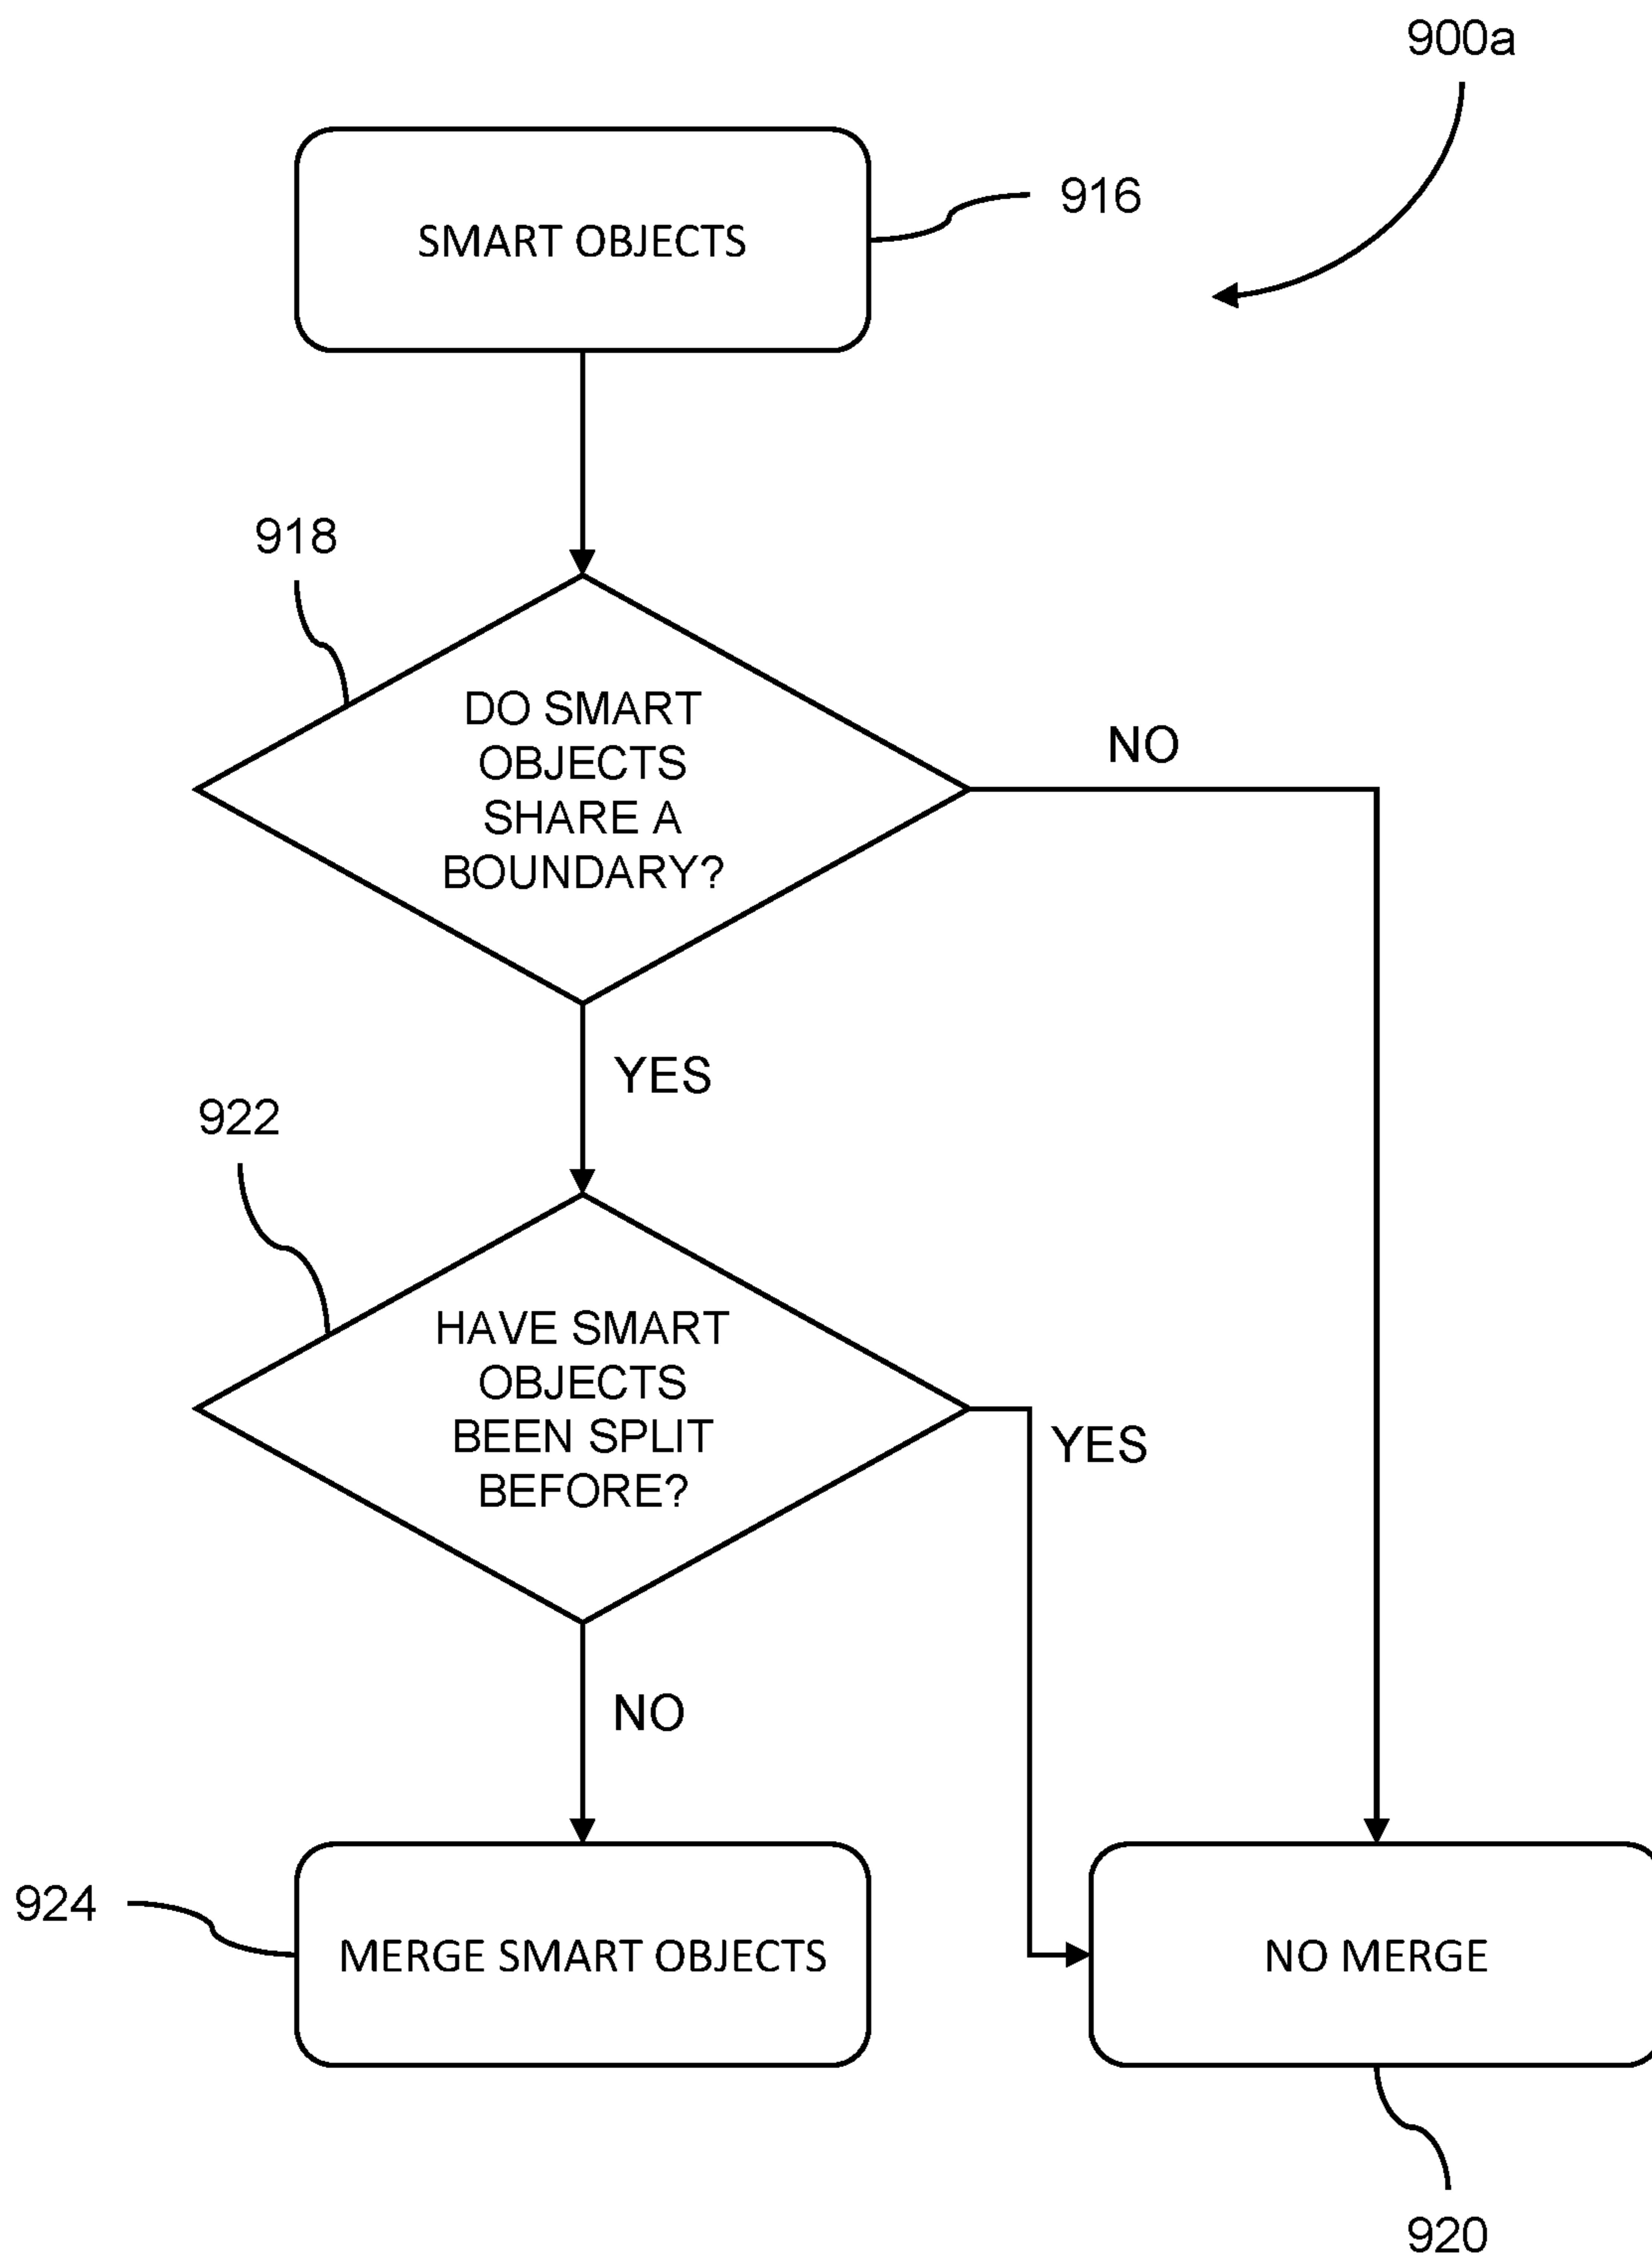 900a
916
SMART OBJECTS
918
DO SMART
OBJECTS
SHARE A
BOUNDARY?
NO
YES
922
HAVE SMART
OBJECTS
BEEN SPLIT
BEFORE?
YES
NO
924
MERGE SMART OBJECTS
NO MERGE
920